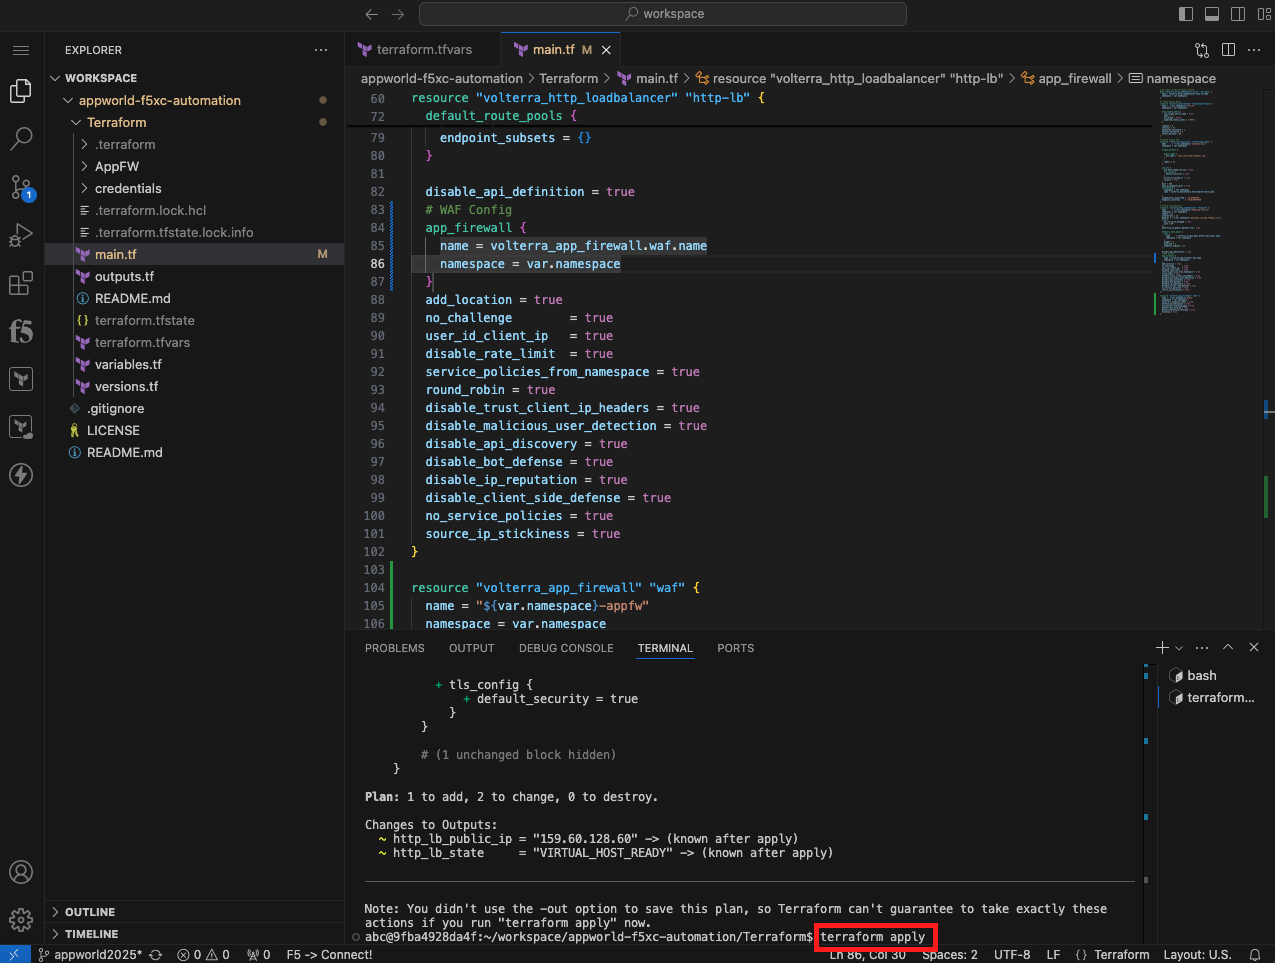 workspace
EXPLORER
WORKSPACE
appworld-f5xc-automation
Terraform
.terraform
AppFW
credentials
.terraform.lock.hcl
.terraform.tfstate.lock.info
main.tf M
outputs.tf
README.md
terraform.tfstate
terraform.tfvars
variables.tf
versions.tf
.gitignore
LICENSE
README.md
OUTLINE
TIMELINE
1
terraform.tfvars
main.tf M
appworld-f5xc-automation > Terraform > main.tf > resource "volterra_http_loadbalancer" "http-lb" > app_firewall > namespace
60 resource "volterra_http_loadbalancer" "http-lb" {
72 default_route_pools {
79 endpoint_subsets = {}
80 }
81
82 disable_api_definition = true
83 # WAF Config
84 app_firewall {
85 name = volterra_app_firewall.waf.name
86 namespace = var.namespace
87 }
88 add_location = true
89 no_challenge = true
90 user_id_client_ip = true
91 disable_rate_limit = true
92 service_policies_from_namespace = true
93 round_robin = true
94 disable_trust_client_ip_headers = true
95 disable_malicious_user_detection = true
96 disable_api_discovery = true
97 disable_bot_defense = true
98 disable_ip_reputation = true
99 disable_client_side_defense = true
100 no_service_policies = true
101 source_ip_stickiness = true
102 }
103
104 resource "volterra_app_firewall" "waf" {
105 name = "${var.namespace}-appfw"
106 namespace = var.namespace
PROBLEMS OUTPUT DEBUG CONSOLE TERMINAL PORTS
+ tls_config {
+ default_security = true
}
}
# (1 unchanged block hidden)
}
Plan: 1 to add, 2 to change, 0 to destroy.
Changes to Outputs:
~ http_lb_public_ip = "159.60.128.60" -> (known after apply)
~ http_lb_state = "VIRTUAL_HOST_READY" -> (known after apply)
Note: You didn't use the -out option to save this plan, so Terraform can't guarantee to take exactly these
actions if you run "terraform apply" now.
abc@9fba4928da4f:~/workspace/appworld-f5xc-automation/Terraform$ terraform apply
bash
terraform...
appworld2025* 0 0 0 F5 -> Connect! Ln 86, Col 30 Spaces: 2 UTF-8 LF {} Terraform Layout: U.S.